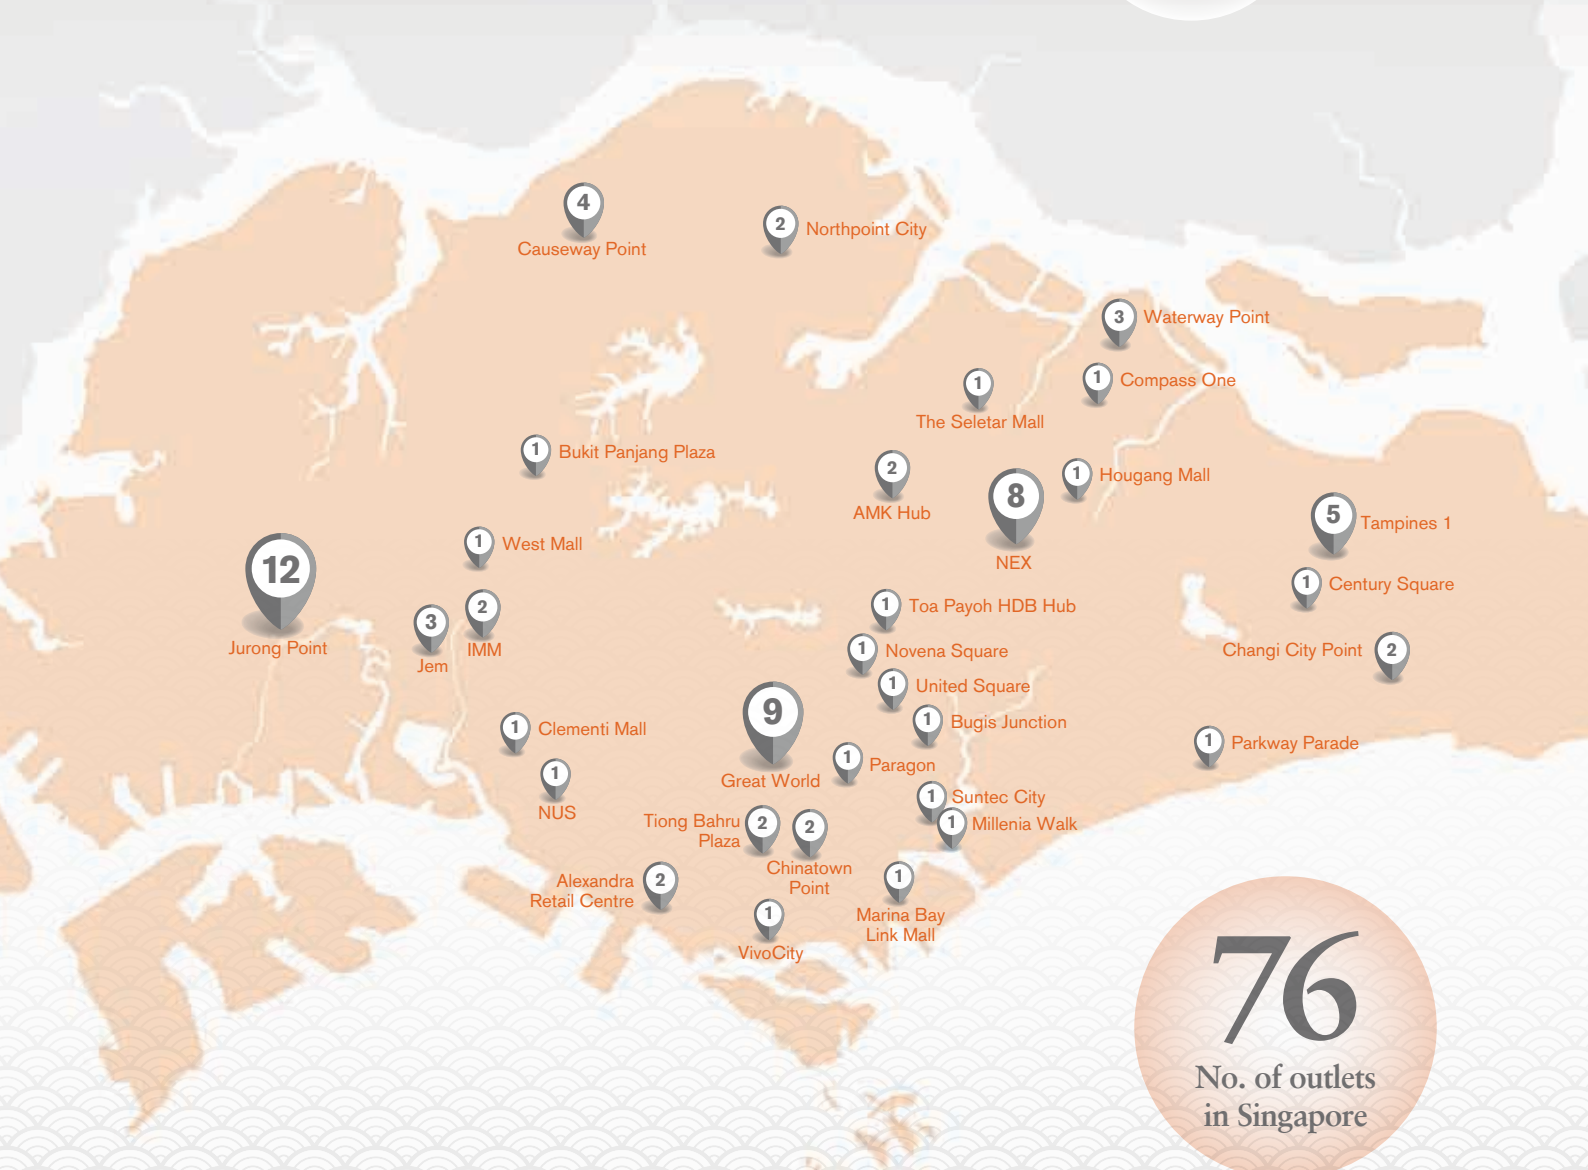 4
Causeway Point
2
Northpoint City
3
Waterway Point
1
Compass One
1
The Seletar Mall
1
Bukit Panjang Plaza
2
AMK Hub
8
NEX
1
Hougang Mall
5
Tampines 1
1
West Mall
12
Jurong Point
1
Century Square
3
Jem
2
IMM
1
Toa Payoh HDB Hub
1
Novena Square
Changi City Point
2
1
United Square
9
Great World
1
Bugis Junction
1
Clementi Mall
1
Parkway Parade
1
Paragon
1
NUS
1
Suntec City
1
Millenia Walk
Tiong Bahru
Plaza
2
2
Chinatown
Point
Alexandra
Retail Centre
2
1
Marina Bay
Link Mall
1
VivoCity
76
No. of outlets
in Singapore